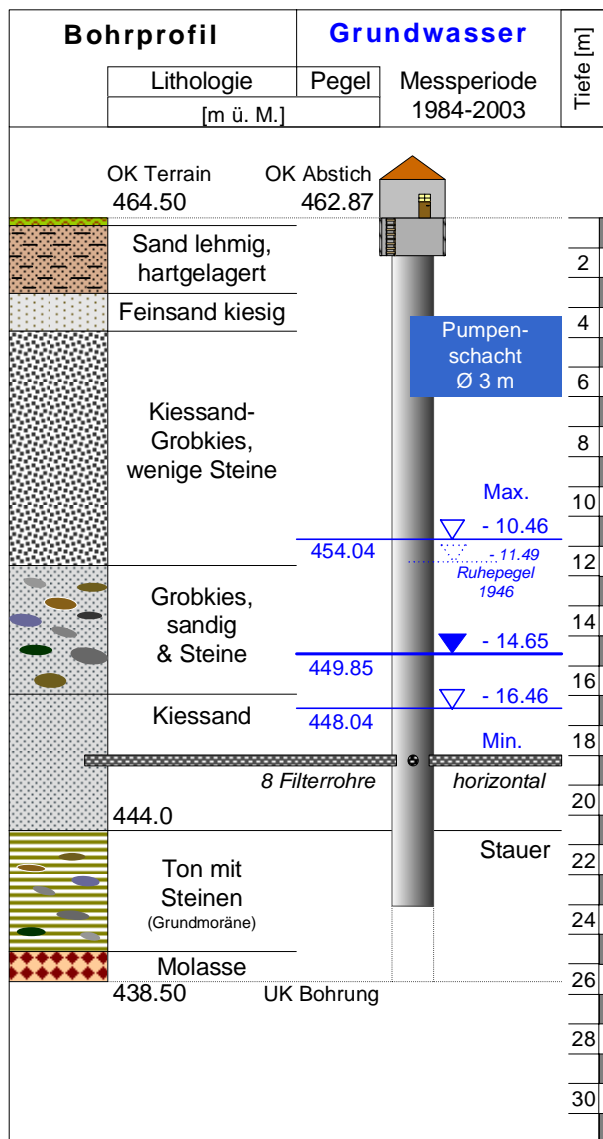 Bohrprofil
Grundwasser
Tiefe [m]
Lithologie
Pegel
Messperiode
1984-2003
[m ü. M.]
OK Terrain
464.50
OK Abstich
462.87
Sand lehmig,
hartgelagert
2
Feinsand kiesig
4
Pumpen-
schacht
Ø 3 m
6
Kiessand-
Grobkies,
wenige Steine
8
Max.
10
- 10.46
454.04
- 11.49
Ruhepegel
1946
12
Grobkies,
sandig
& Steine
14
- 14.65
449.85
16
- 16.46
Kiessand
448.04
Min.
18
8 Filterrohre
horizontal
20
444.0
Stauer
22
Ton mit
Steinen
(Grundmoräne)
24
Molasse
26
438.50
UK Bohrung
28
30